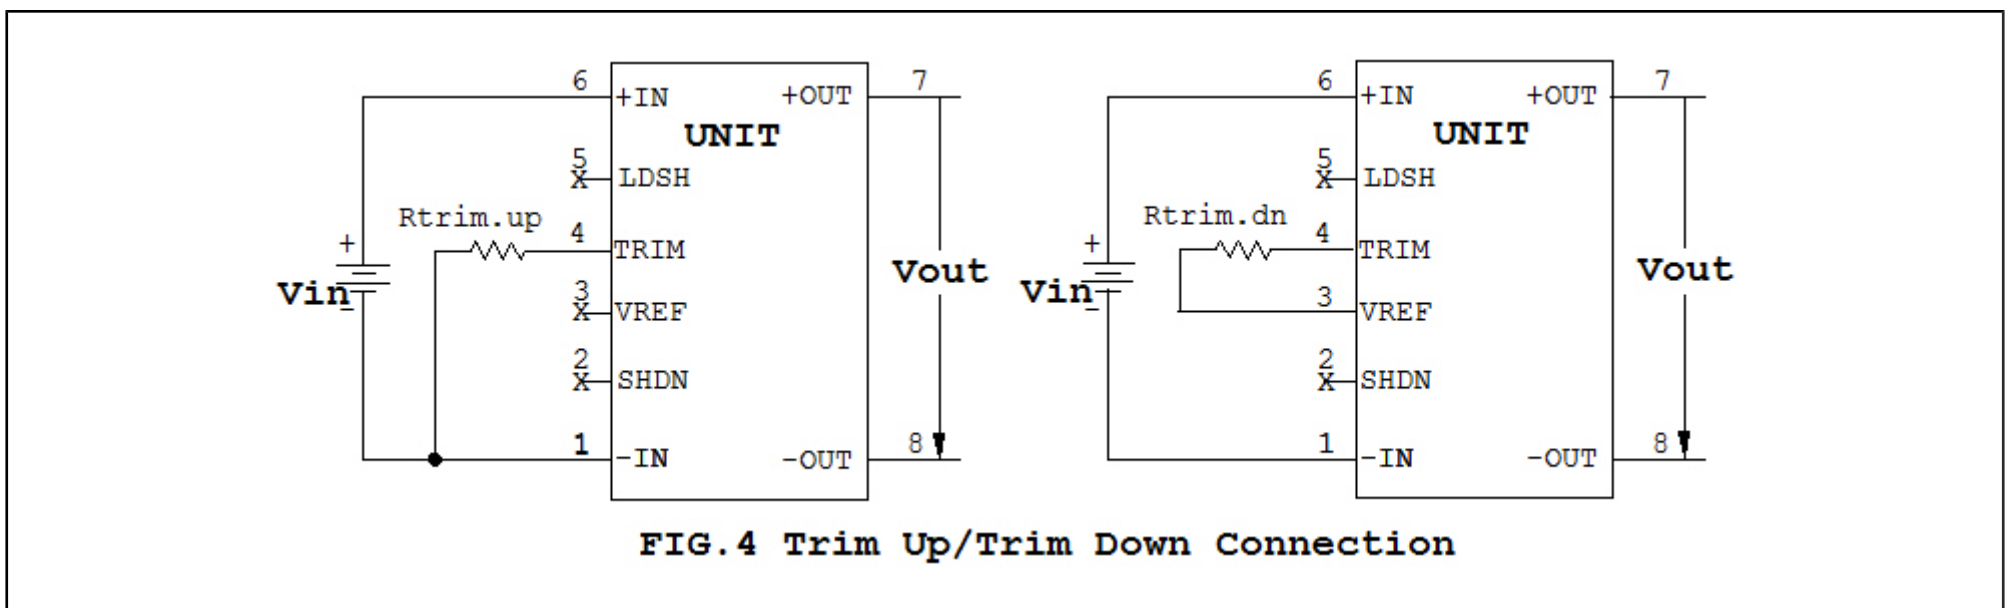 6
+IN
+OUT
7
UNIT
5
X
LDSH
Rtrim.up
4
TRIM
+
Vin
-
Vout
3
X
VREF
2
X
SHDN
1
-IN
-OUT
8
6
+IN
+OUT
7
UNIT
5
X
LDSH
Rtrim.dn
4
TRIM
+
Vin
-
Vout
3
VREF
2
X
SHDN
1
-IN
-OUT
8
FIG.4 Trim Up/Trim Down Connection